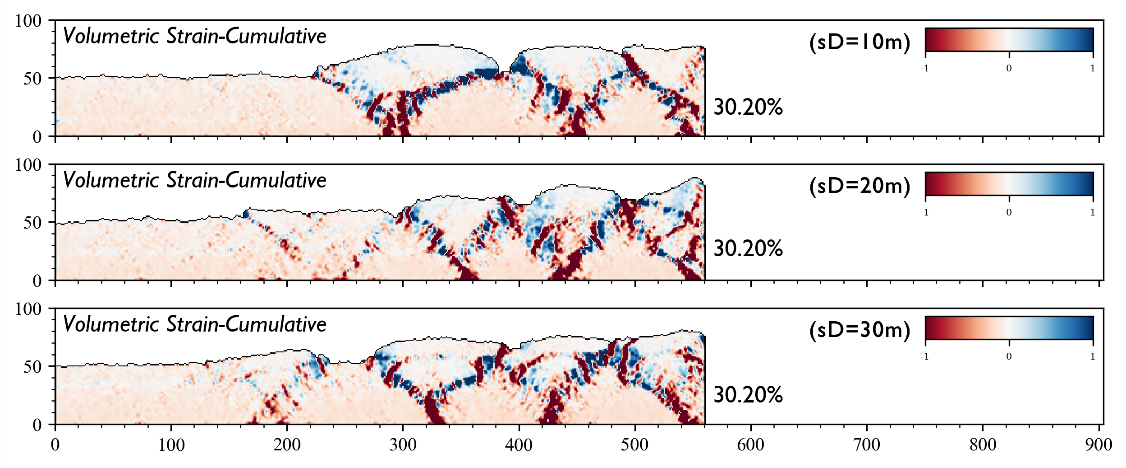 100
50
0
Volumetric Strain-Cumulative
(sD=10m)
1 0 1
30.20%
100
50
0
Volumetric Strain-Cumulative
(sD=20m)
1 0 1
30.20%
100
50
0
Volumetric Strain-Cumulative
(sD=30m)
1 0 1
30.20%
0 100 200 300 400 500 600 700 800 900